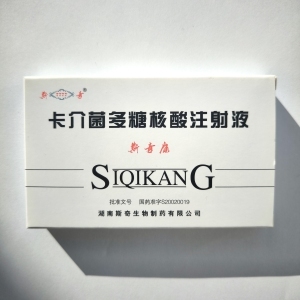 斯奇®
卡介菌多糖核酸注射液
斯奇康
SIQIKANG
批准文号 国药准字S20020019
湖南斯奇生物制药有限公司